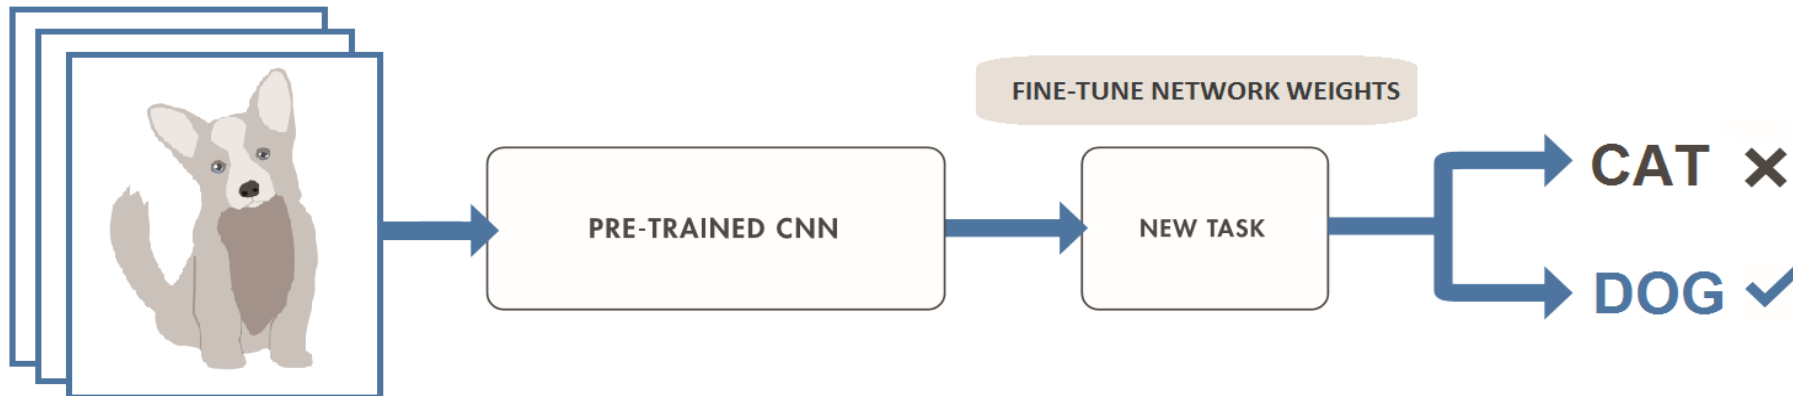 FINE-TUNE NETWORK WEIGHTS
PRE-TRAINED CNN
NEW TASK
CAT
DOG